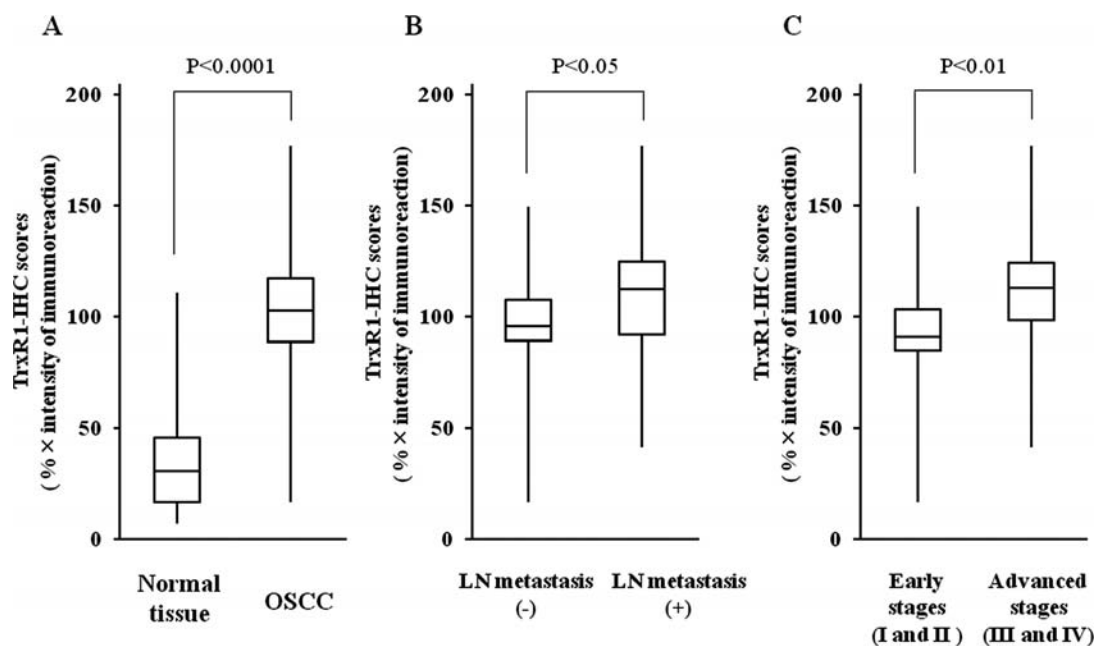 A
P<0.0001
200
150
100
50
0
TrxR1-IHC scores
( % × intensity of immunoreaction)
Normal
tissue
OSCC
B
P<0.05
200
150
100
50
0
TrxR1-IHC scores
( % × intensity of immunoreaction)
LN metastasis
(-)
LN metastasis
(+)
C
P<0.01
200
150
100
50
0
TrxR1-IHC scores
( % × intensity of immunoreaction)
Early
stages
(I and II )
Advanced
stages
(III and IV)